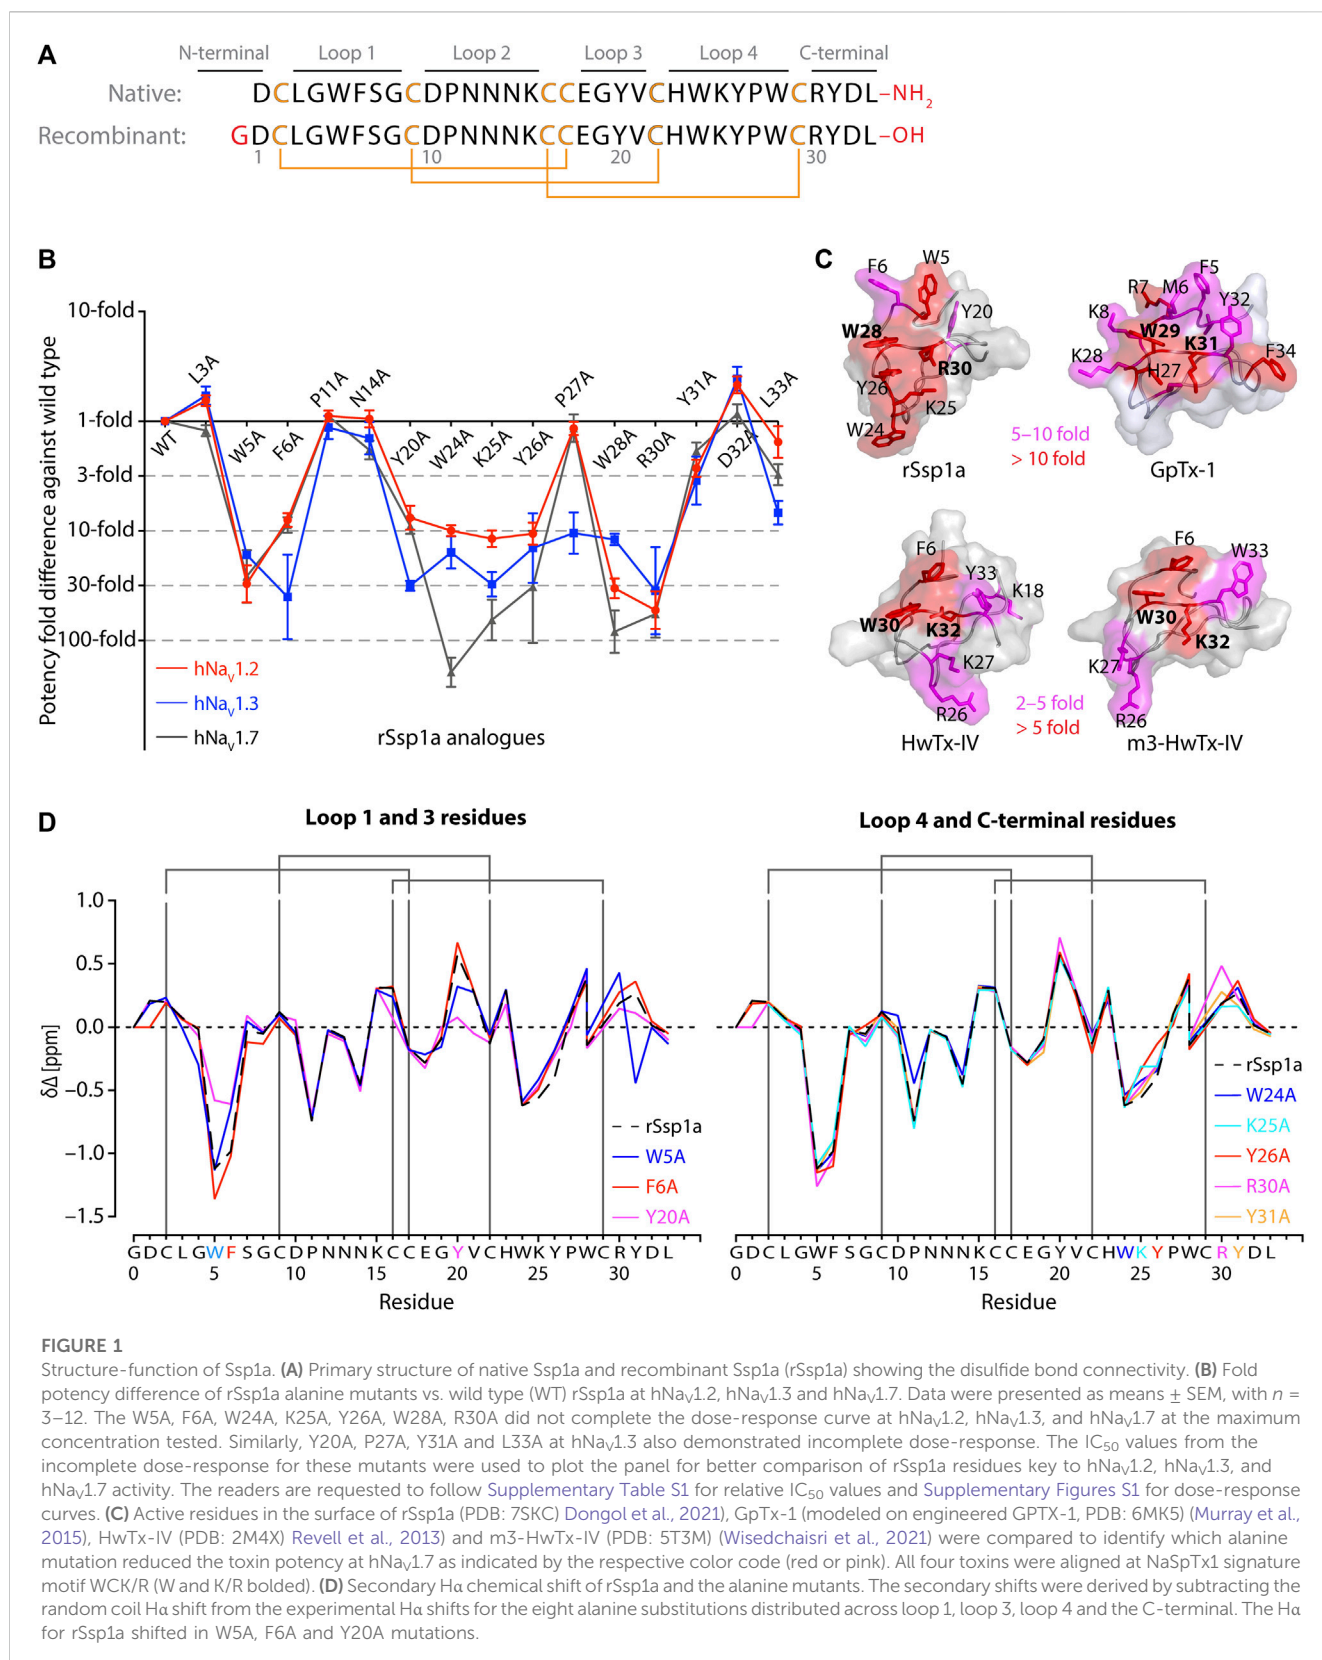 A
N-terminal Loop 1 Loop 2 Loop 3 Loop 4 C-terminal
Native: DCLGWFSGCDPNNNKCCEGYVCHWKYPWCRYDL–NH2
Recombinant: GDCLGWFSGCDPNNNKCCEGYVCHWKYPWCRYDL–OH
1 10 20 30
B
Potency fold difference against wild type
10-fold
1-fold
3-fold
10-fold
30-fold
100-fold
WT L3A W5A F6A P11A N14A Y20A W24A K25A Y26A P27A W28A R30A Y31A D32A L33A
hNaV1.2
hNaV1.3
hNaV1.7
rSsp1a analogues
C
F6 W5
Y20
W28
R30
Y26
K25
W24
rSsp1a
F5
R7 M6
Y32
K8
W29
K31
K28
H27
F34
GpTx-1
5–10 fold
> 10 fold
F6
Y33
K18
W30
K32
K27
R26
HwTx-IV
F6
W33
W30
K32
K27
R26
m3-HwTx-IV
2–5 fold
> 5 fold
D
Loop 1 and 3 residues
δΔ [ppm]
1.0
0.5
0.0
−0.5
−1.0
−1.5
rSsp1a
W5A
F6A
Y20A
GDCLGWFSGCDPNNNKCCEGYVCHWKYPWCRYDL
0 5 10 15 20 25 30
Residue
Loop 4 and C-terminal residues
rSsp1a
W24A
K25A
Y26A
R30A
Y31A
GDCLGWFSGCDPNNNKCCEGYVCHWKYPWCRYDL
0 5 10 15 20 25 30
Residue
FIGURE 1
Structure-function of Ssp1a. (A) Primary structure of native Ssp1a and recombinant Ssp1a (rSsp1a) showing the disulfide bond connectivity. (B) Fold
potency difference of rSsp1a alanine mutants vs. wild type (WT) rSsp1a at hNaV1.2, hNaV1.3 and hNaV1.7. Data were presented as means ± SEM, with n =
3–12. The W5A, F6A, W24A, K25A, Y26A, W28A, R30A did not complete the dose-response curve at hNaV1.2, hNaV1.3, and hNaV1.7 at the maximum
concentration tested. Similarly, Y20A, P27A, Y31A and L33A at hNaV1.3 also demonstrated incomplete dose-response. The IC50 values from the
incomplete dose-response for these mutants were used to plot the panel for better comparison of rSsp1a residues key to hNaV1.2, hNaV1.3, and
hNaV1.7 activity. The readers are requested to follow Supplementary Table S1 for relative IC50 values and Supplementary Figures S1 for dose-response
curves. (C) Active residues in the surface of rSsp1a (PDB: 7SKC) Dongol et al., 2021), GpTx-1 (modeled on engineered GPTX-1, PDB: 6MK5) (Murray et al.,
2015), HwTx-IV (PDB: 2M4X) Revell et al., 2013) and m3-HwTx-IV (PDB: 5T3M) (Wisedchaisri et al., 2021) were compared to identify which alanine
mutation reduced the toxin potency at hNaV1.7 as indicated by the respective color code (red or pink). All four toxins were aligned at NaSpTx1 signature
motif WCK/R (W and K/R bolded). (D) Secondary Hα chemical shift of rSsp1a and the alanine mutants. The secondary shifts were derived by subtracting the
random coil Hα shift from the experimental Hα shifts for the eight alanine substitutions distributed across loop 1, loop 3, loop 4 and the C-terminal. The Hα
for rSsp1a shifted in W5A, F6A and Y20A mutations.